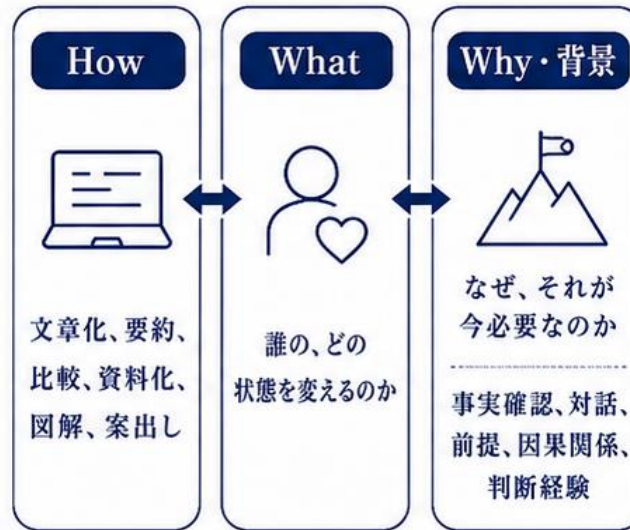 How
文章化、要約、
比較、資料化、
図解、案出し
What
誰の、どの
状態を変えるのか
Why・背景
なぜ、それが
今必要なのか
事実確認、対話、
前提、因果関係、
判断経験